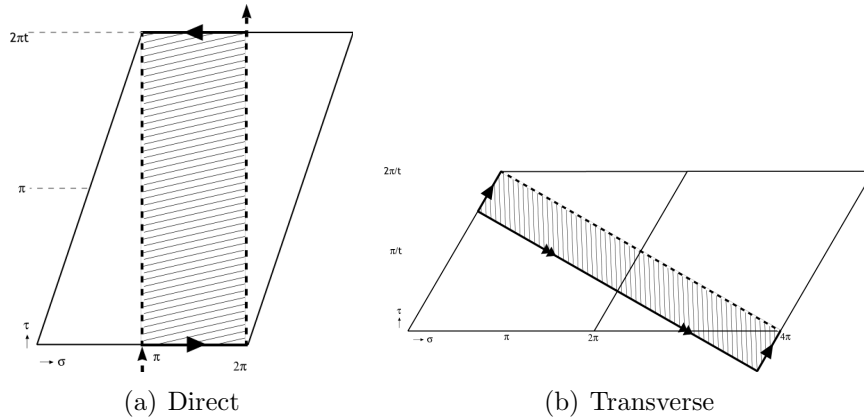 2πt
π
τ
→ σ
π
2π
(a) Direct
2π/t
π/t
τ
→ σ
π
2π
4π
(b) Transverse